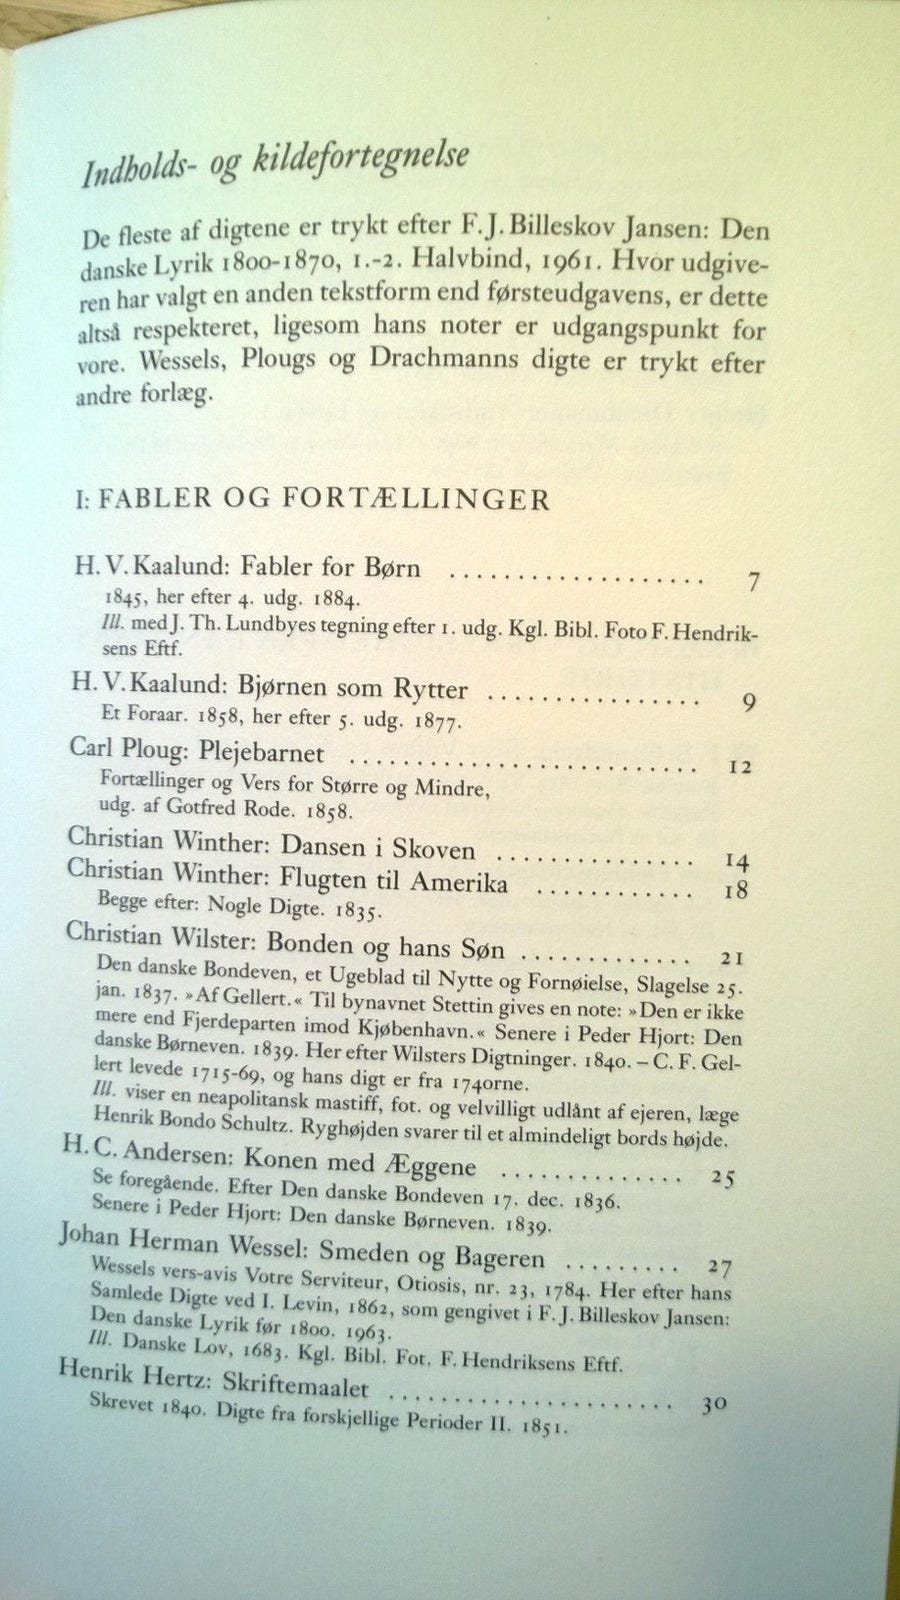 Indholds- og kildefortegnelse
De fleste af digtene er trykt efter F.J. Billeskov Jansen: Den
danske Lyrik 1800-1870, 1.-2. Halvbind, 1961. Hvor udgive-
ren har valgt en anden tekstform end førsteudgavens, er dette
altså respekteret, ligesom hans noter er udgangspunkt for
vore. Wessels, Plougs og Drachmanns digte er trykt efter
andre forlæg.
I: FABLER OG FORTÆLLINGER
H. V. Kaalund: Fabler for Børn ................... 7
1845, her efter 4. udg. 1884.
Ill. med J. Th. Lundbyes tegning efter 1. udg. Kgl. Bibl. Foto F. Hendrik-
sens Eftf.
H. V. Kaalund: Bjørnen som Rytter ................ 9
Et Foraar. 1858, her efter 5. udg. 1877.
Carl Ploug: Plejebarnet .......................... 12
Fortællinger og Vers for Større og Mindre,
udg. af Gotfred Rode. 1858.
Christian Winther: Dansen i Skoven ............... 14
Christian Winther: Flugten til Amerika ............ 18
Begge efter: Nogle Digte. 1835.
Christian Wilster: Bonden og hans Søn ............. 21
Den danske Bondeven, et Ugeblad til Nytte og Fornøielse, Slagelse 25.
jan. 1837. »Af Gellert.« Til bynavnet Stettin gives en note: »Den er ikke
mere end Fjerdeparten imod Kjøbenhavn.« Senere i Peder Hjort: Den
danske Børneven. 1839. Her efter Wilsters Digtninger. 1840. – C. F. Gel-
lert levede 1715-69, og hans digt er fra 1740rne.
Ill. viser en neapolitansk mastiff, fot. og velvilligt udlånt af ejeren, læge
Henrik Bondo Schultz. Ryghøjden svarer til et almindeligt bords højde.
H. C. Andersen: Konen med Æggene .............. 25
Se foregående. Efter Den danske Bondeven 17. dec. 1836.
Senere i Peder Hjort: Den danske Børneven. 1839.
Johan Herman Wessel: Smeden og Bageren ......... 27
Wessels vers-avis Votre Serviteur, Otiosis, nr. 23, 1784. Her efter hans
Samlede Digte ved I. Levin, 1862, som gengivet i F. J. Billeskov Jansen:
Den danske Lyrik før 1800. 1963.
Ill. Danske Lov, 1683. Kgl. Bibl. Fot. F. Hendriksens Eftf.
Henrik Hertz: Skriftemaalet ...................... 30
Skrevet 1840. Digte fra forskjellige Perioder II. 1851.